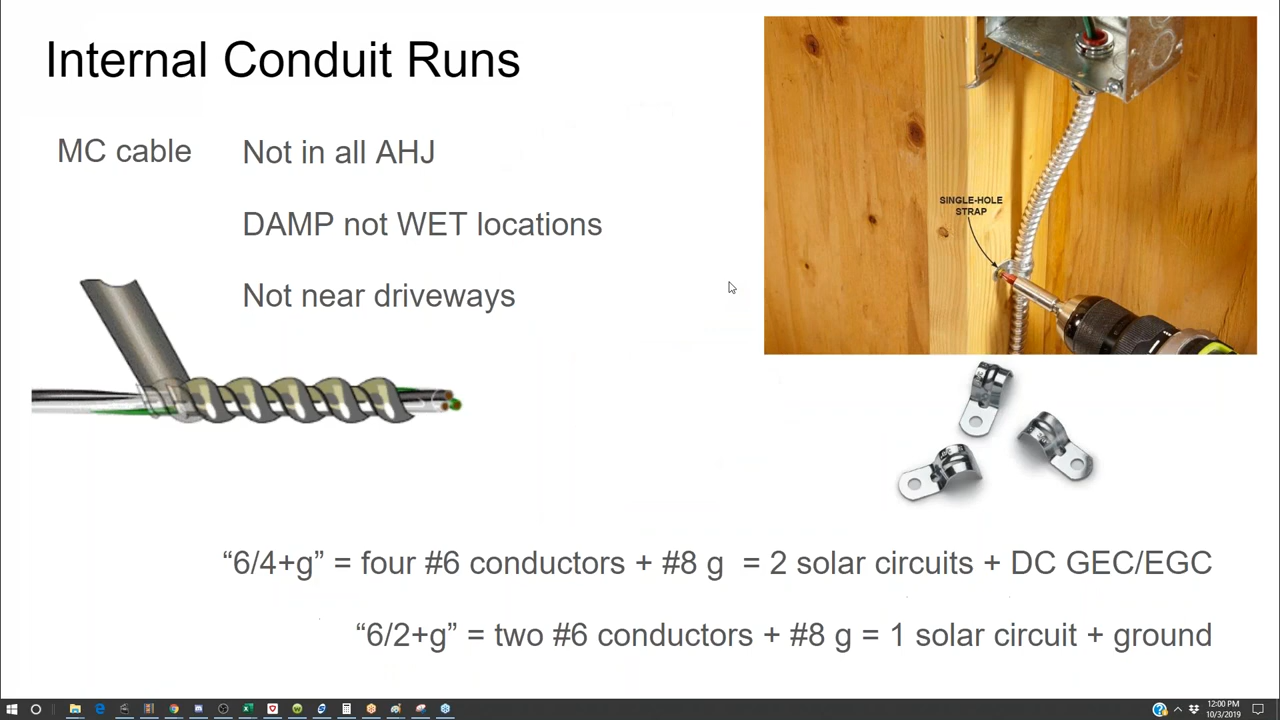 Internal Conduit Runs
MC cable
Not in all AHJ
DAMP not WET locations
Not near driveways
SINGLE-HOLE
STRAP
“6/4+g” = four #6 conductors + #8 g = 2 solar circuits + DC GEC/EGC
“6/2+g” = two #6 conductors + #8 g = 1 solar circuit + ground
12:00 PM
10/3/2019